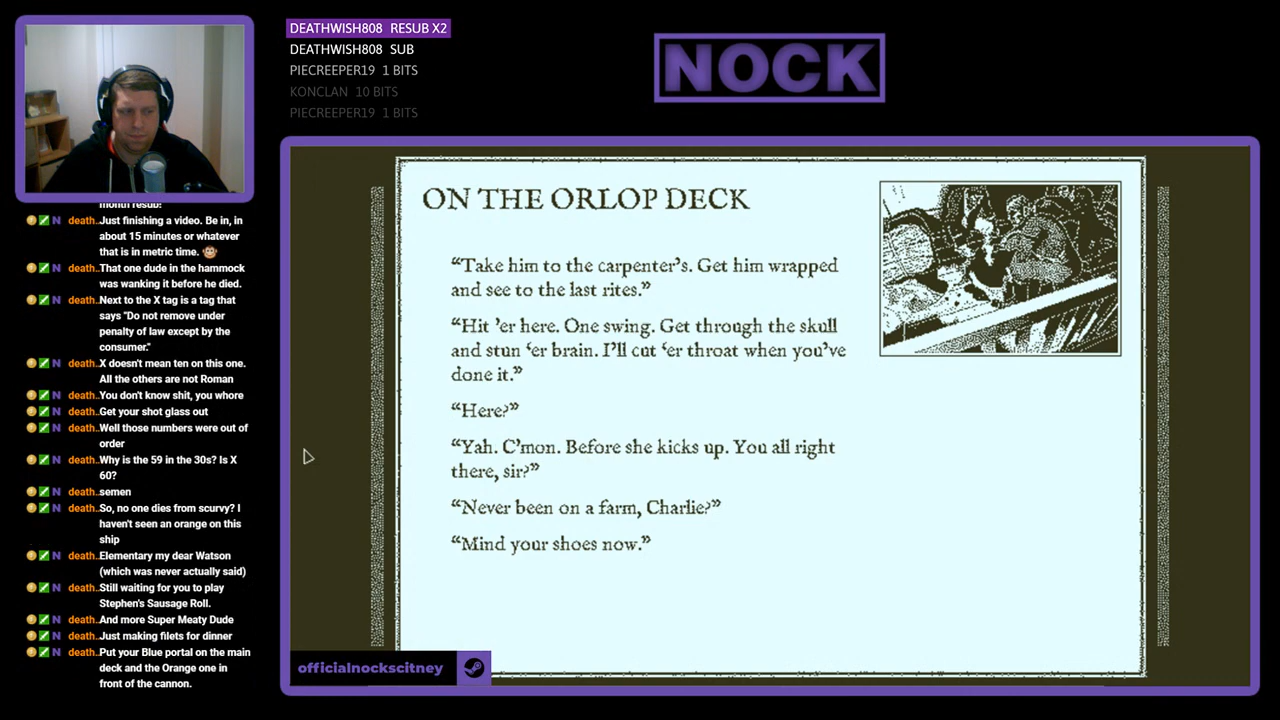 DEATHWISH808 RESUB X2
DEATHWISH808 SUB
PIECREEPER19 1 BITS
KONCLAN 10 BITS
PIECREEPER19 1 BITS
NOCK
month resub!
death.. Just finishing a video. Be in, in
about 15 minutes or whatever
that is in metric time. 🐵
death.. That one dude in the hammock
was wanking it before he died.
death.. Next to the X tag is a tag that
says "Do not remove under
penalty of law except by the
consumer."
death.. X doesn't mean ten on this one.
All the others are not Roman
death.. You don't know shit, you whore
death.. Get your shot glass out
death.. Well those numbers were out of
order
death.. Why is the 59 in the 30s? Is X
60?
death.. semen
death.. So, no one dies from scurvy? I
haven't seen an orange on this
ship
death.. Elementary my dear Watson
(which was never actually said)
death.. Still waiting for you to play
Stephen's Sausage Roll.
death.. And more Super Meaty Dude
death.. Just making filets for dinner
death.. Put your Blue portal on the main
deck and the Orange one in
front of the cannon.
ON THE ORLOP DECK
“Take him to the carpenter’s. Get him wrapped
and see to the last rites.”
“Hit ’er here. One swing. Get through the skull
and stun ‘er brain. I’ll cut ‘er throat when you’ve
done it.”
“Here?”
“Yah. C’mon. Before she kicks up. You all right
there, sir?”
“Never been on a farm, Charlie?”
“Mind your shoes now.”
officialnockscitney